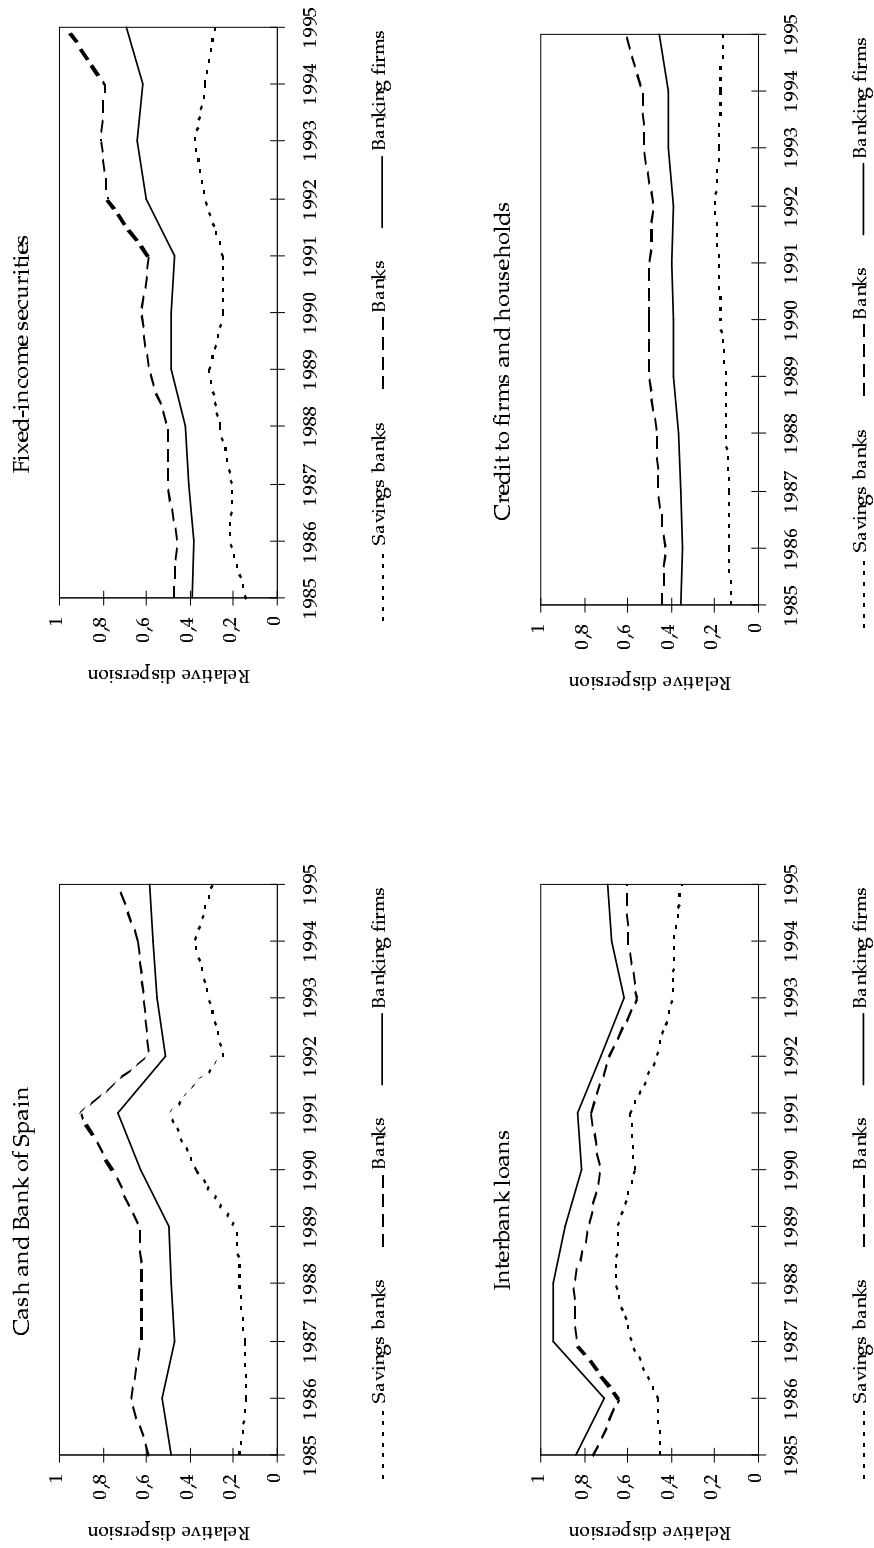 Cash and Bank of Spain
Relative dispersion
1
0,8
0,6
0,4
0,2
0
1985 1986 1987 1988 1989 1990 1991 1992 1993 1994 1995
Savings banks Banks Banking firms
Fixed-income securities
Relative dispersion
1
0,8
0,6
0,4
0,2
0
1985 1986 1987 1988 1989 1990 1991 1992 1993 1994 1995
Savings banks Banks Banking firms
Interbank loans
Relative dispersion
1
0,8
0,6
0,4
0,2
0
1985 1986 1987 1988 1989 1990 1991 1992 1993 1994 1995
Savings banks Banks Banking firms
Credit to firms and households
Relative dispersion
1
0,8
0,6
0,4
0,2
0
1985 1986 1987 1988 1989 1990 1991 1992 1993 1994 1995
Savings banks Banks Banking firms